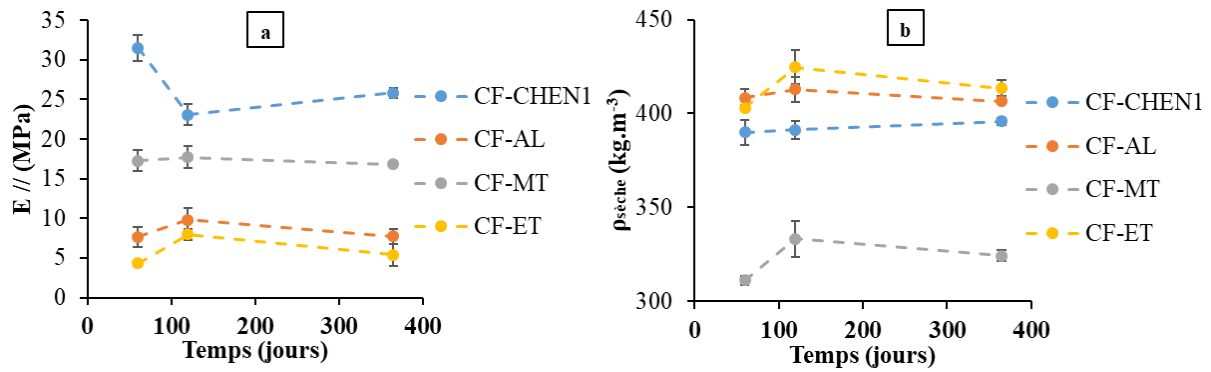 a
35
30
25
20
15
10
5
0
E // (MPa)
0 100 200 300 400
Temps (jours)
CF-CHEN1
CF-AL
CF-MT
CF-ET
b
450
400
350
300
ρsèche (kg.m-3)
0 100 200 300 400
Temps (jours)
CF-CHEN1
CF-AL
CF-MT
CF-ET